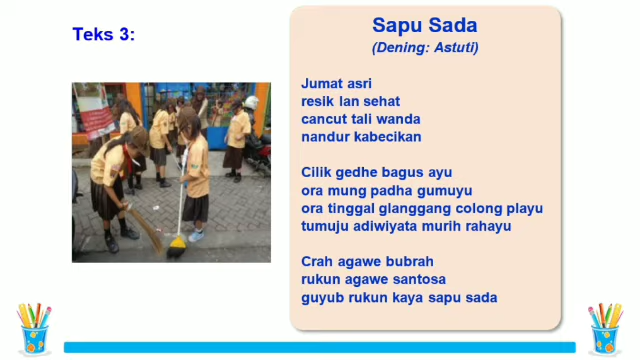 Teks 3:
Sapu Sada
(Dening: Astuti)
Jumat asri
resik lan sehat
cancut tali wanda
nandur kabecikan
Cilik gedhe bagus ayu
ora mung padha gumuyu
ora tinggal glanggang colong playu
tumuju adiwiyata murih rahayu
Crah agawe bubrah
rukun agawe santosa
guyub rukun kaya sapu sada